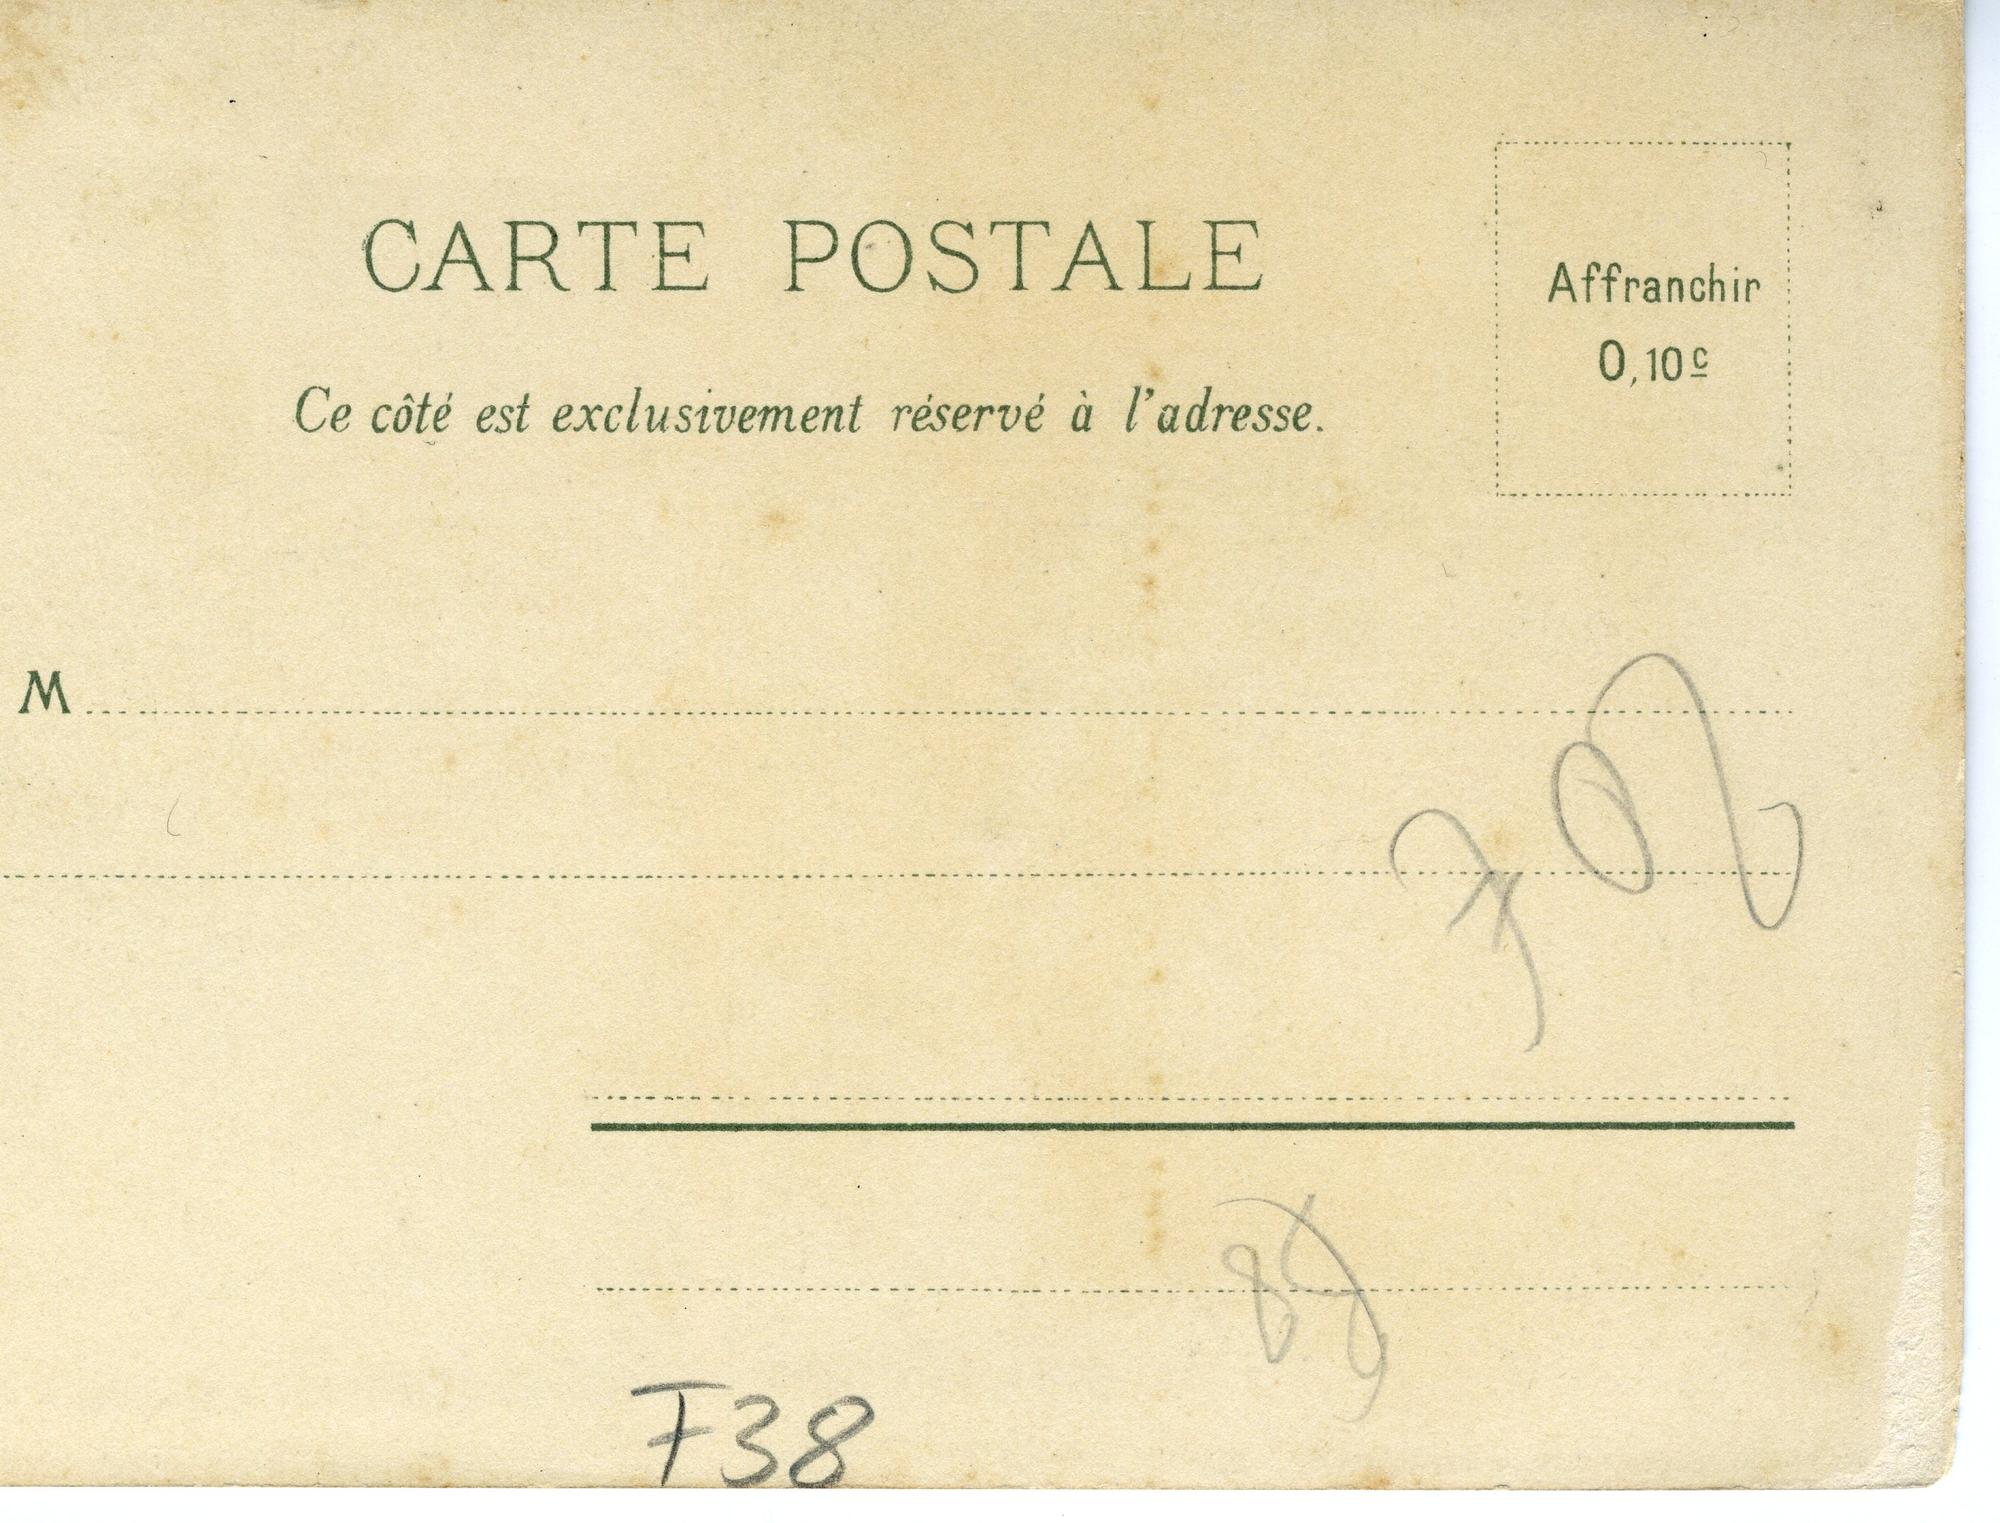 CARTE POSTALE
Affranchir
0,10c
Ce côté est exclusivement réservé à l'adresse.
M
F38